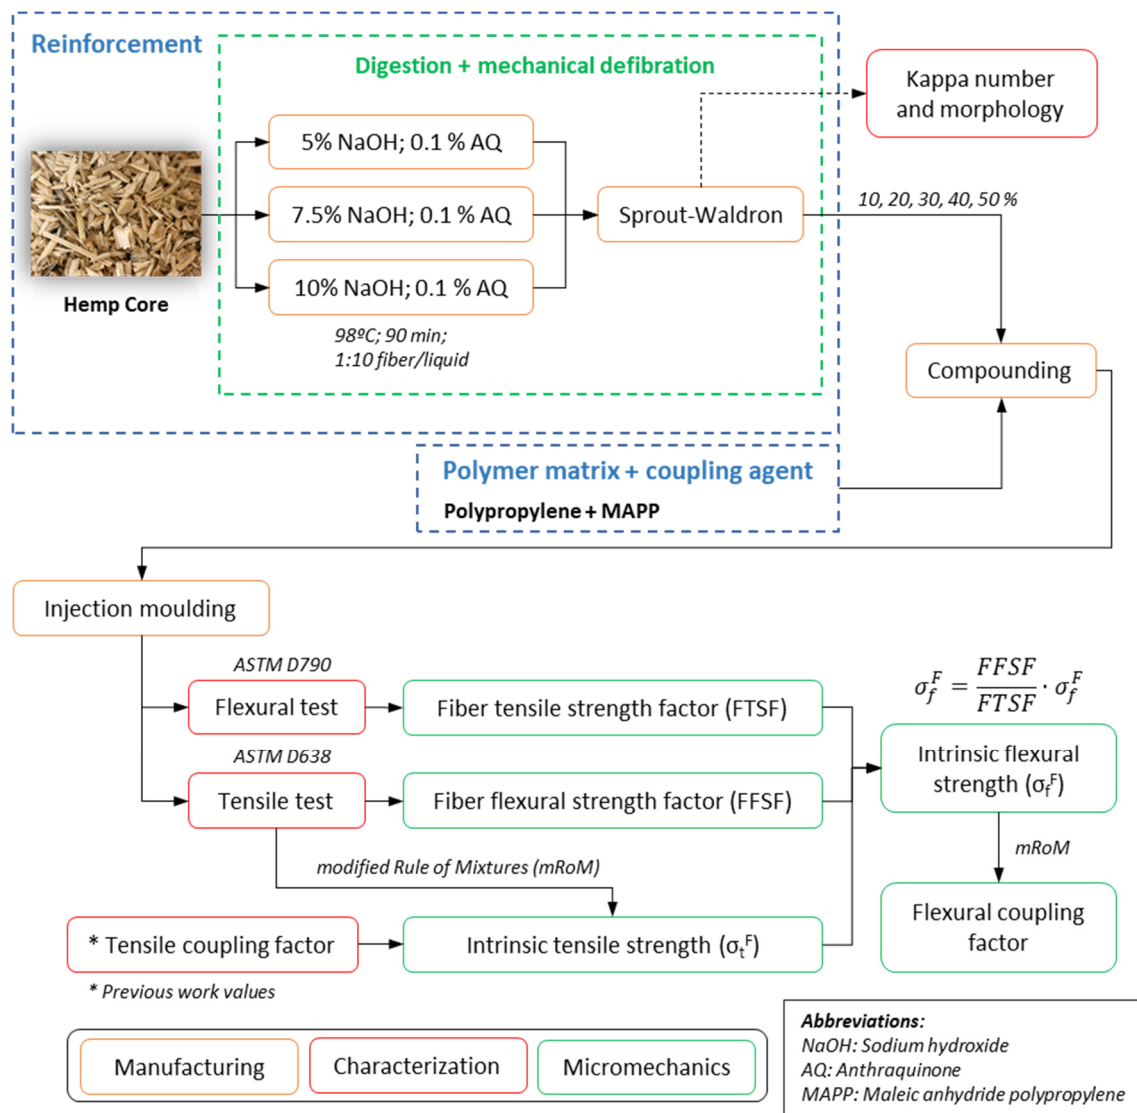 Reinforcement
Digestion + mechanical defibration
Kappa number
and morphology
5% NaOH; 0.1 % AQ
7.5% NaOH; 0.1 % AQ
Sprout-Waldron
10, 20, 30, 40, 50 %
10% NaOH; 0.1 % AQ
Hemp Core
98ºC; 90 min;
1:10 fiber/liquid
Compounding
Polymer matrix + coupling agent
Polypropylene + MAPP
Injection moulding
ASTM D790
Flexural test
Fiber tensile strength factor (FTSF)
σ_f^F = FFSF/FTSF · σ_f^F
ASTM D638
Tensile test
Fiber flexural strength factor (FFSF)
Intrinsic flexural
strength (σ_f^F)
modified Rule of Mixtures (mRoM)
mRoM
* Tensile coupling factor
Intrinsic tensile strength (σ_t^F)
Flexural coupling
factor
* Previous work values
Manufacturing
Characterization
Micromechanics
Abbreviations:
NaOH: Sodium hydroxide
AQ: Anthraquinone
MAPP: Maleic anhydride polypropylene